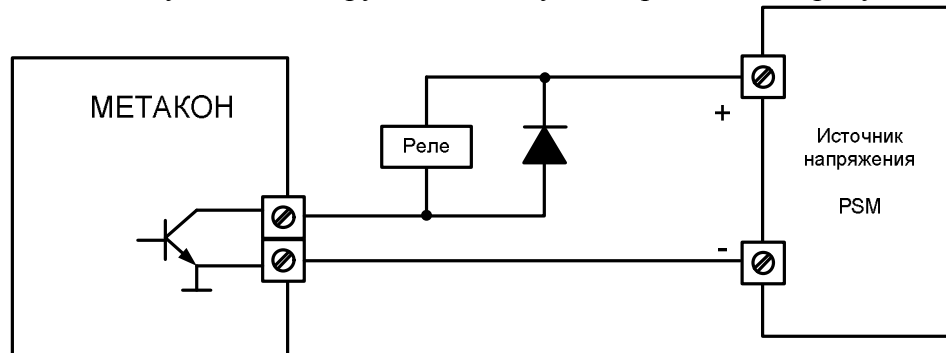 МЕТАКОН
Реле
+
Источник
напряжения
PSM
-